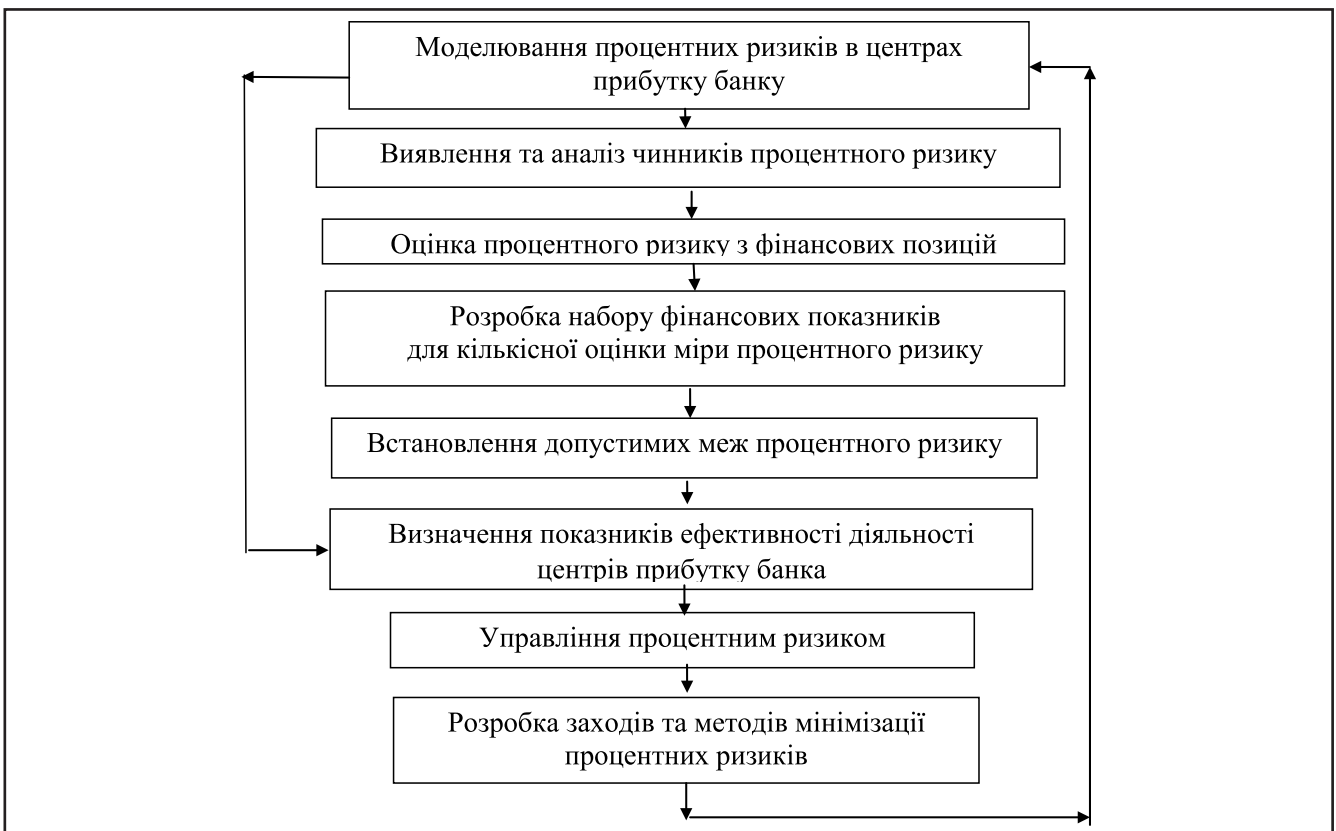 Моделювання процентних ризиків в центрах
прибутку банку
Виявлення та аналіз чинників процентного ризику
Оцінка процентного ризику з фінансових позицій
Розробка набору фінансових показників
для кількісної оцінки міри процентного ризику
Встановлення допустимих меж процентного ризику
Визначення показників ефективності діяльності
центрів прибутку банка
Управління процентним ризиком
Розробка заходів та методів мінімізації
процентних ризиків